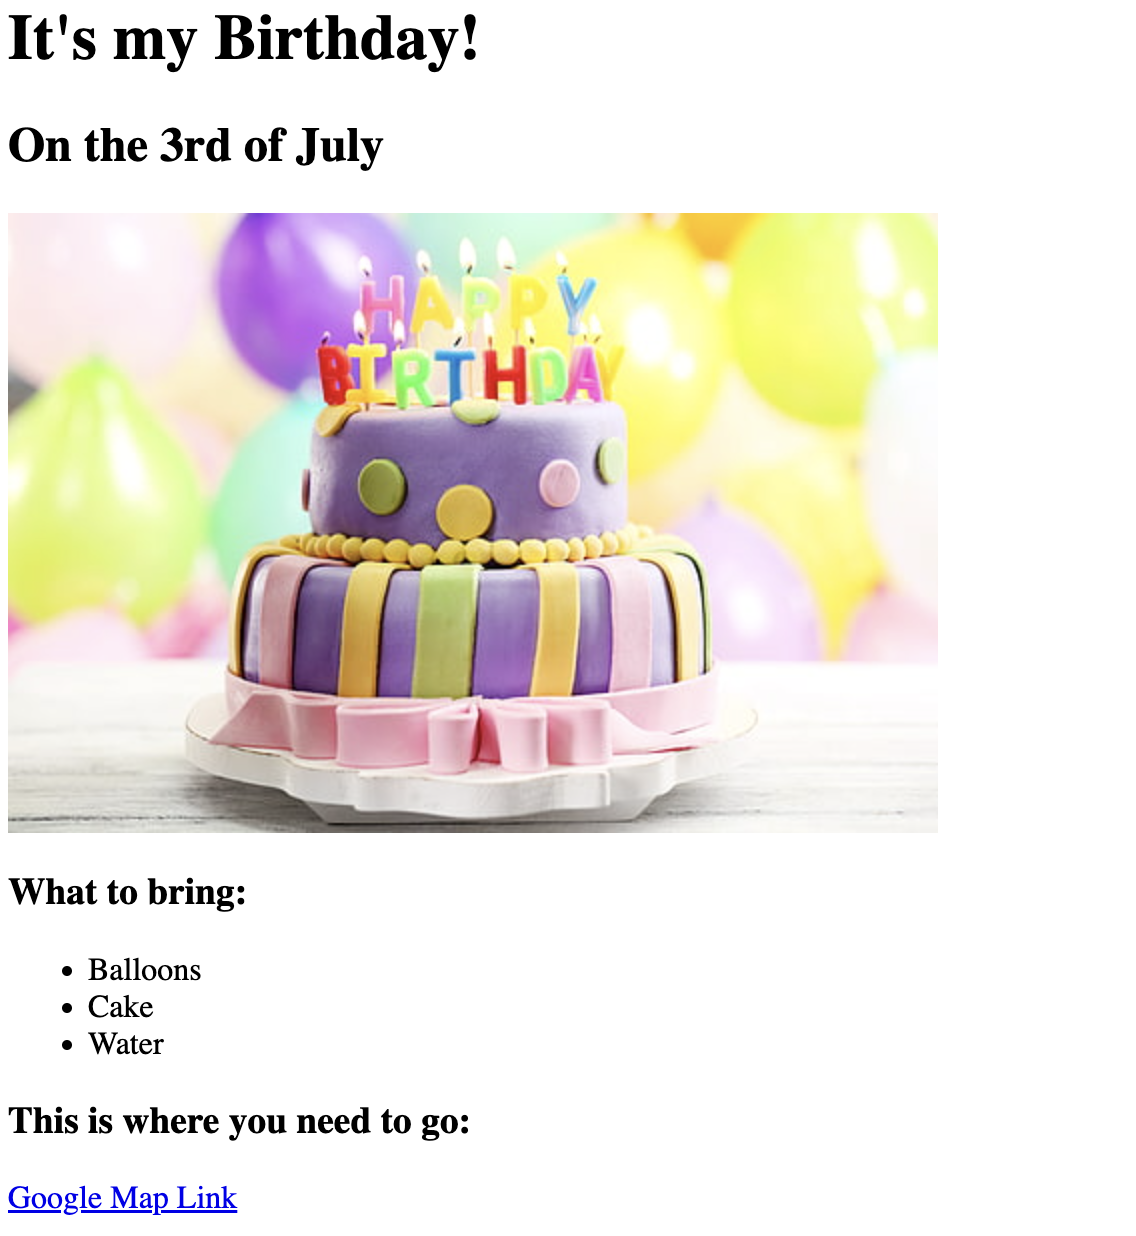 It's my Birthday!
On the 3rd of July
HAPPY
BIRTHDAY
What to bring:
Balloons
Cake
Water
This is where you need to go:
Google Map Link